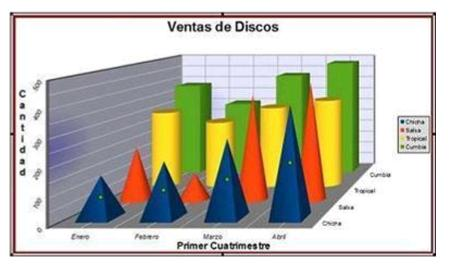 Ventas de Discos
Cantidad
500
400
300
200
100
0
Enero
Febrero
Marzo
Abril
Primer Cuatrimestre
Chicha
Salsa
Tropical
Cumbia
Chicha
Salsa
Tropical
Cumbia